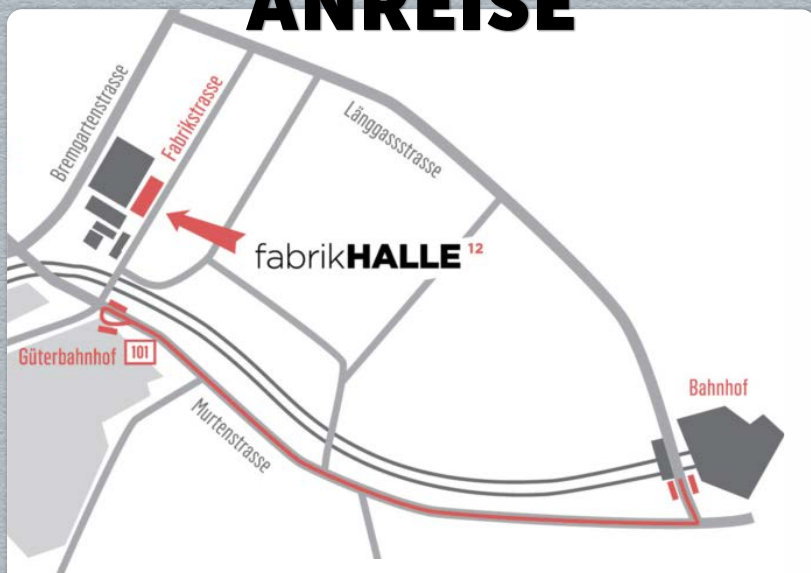 ANREISE
Bremgartenstrasse
Fabrikstrasse
Länggassstrasse
fabrikHALLE 12
Güterbahnhof 101
Murtenstrasse
Bahnhof